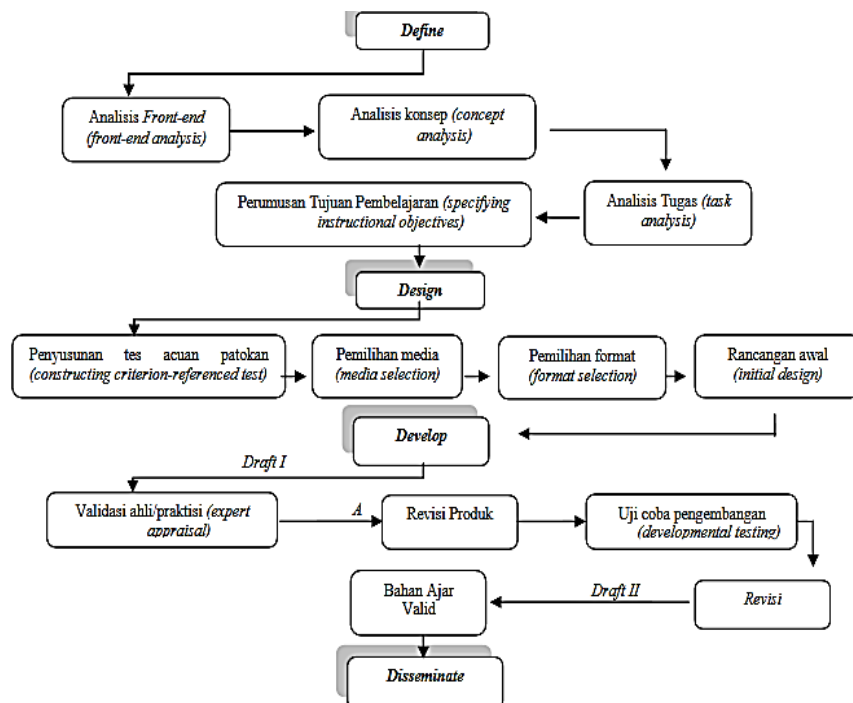 Define
Analisis Front-end
(front-end analysis)
Analisis konsep (concept
analysis)
Perumusan Tujuan Pembelajaran (specifying
instructional objectives)
Analisis Tugas (task
analysis)
Design
Penyusunan tes acuan patokan
(constructing criterion-referenced test)
Pemilihan media
(media selection)
Pemilihan format
(format selection)
Rancangan awal
(initial design)
Develop
Draft I
Validasi ahli/praktisi (expert
appraisal)
A
Revisi Produk
Uji coba pengembangan
(developmental testing)
Bahan Ajar
Valid
Draft II
Revisi
Disseminate